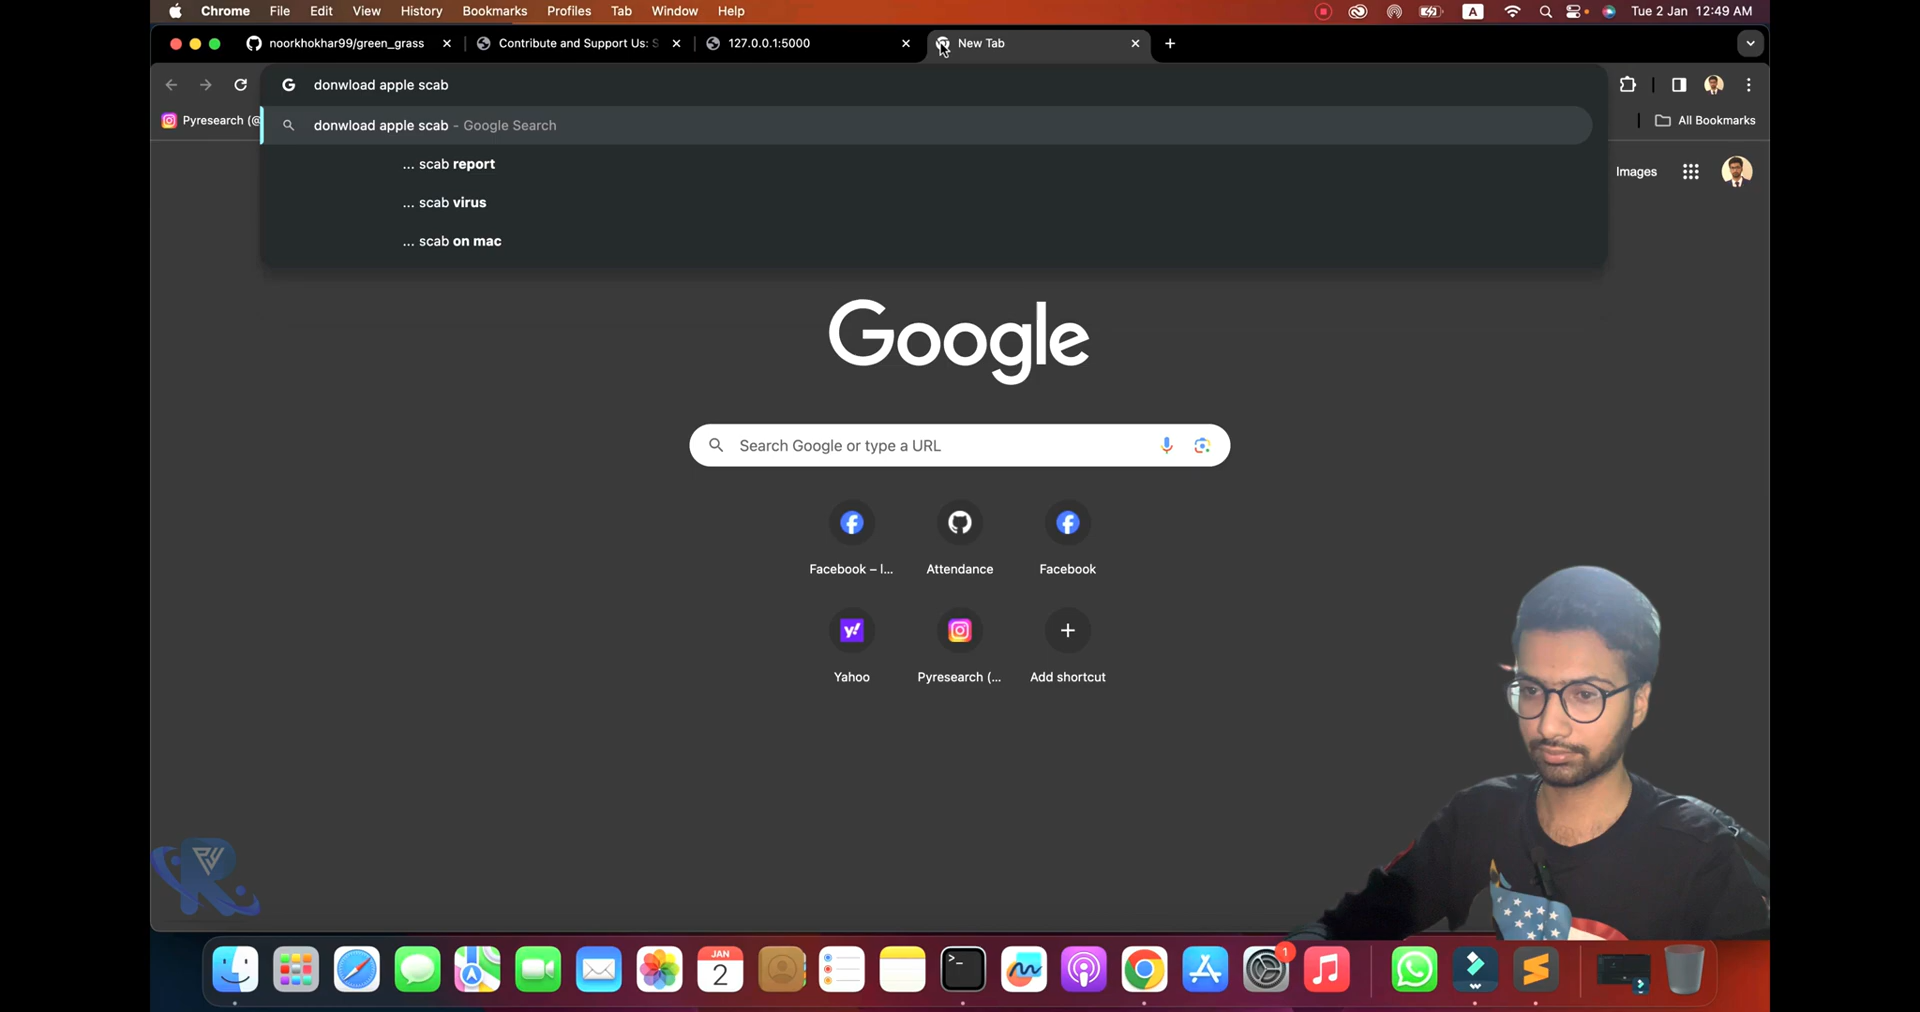 Chrome File Edit View History Bookmarks Profiles Tab Window Help A Tue 2 Jan 12:49 AM
noorkhokhar99/green_grass Contribute and Support Us: S 127.0.0.1:5000 New Tab
donwload apple scab
Pyresearch (@
donwload apple scab - Google Search
All Bookmarks
... scab report
Images
... scab virus
... scab on mac
Google
Search Google or type a URL
Facebook – l... Attendance Facebook
Yahoo Pyresearch (... Add shortcut
JAN
2
1